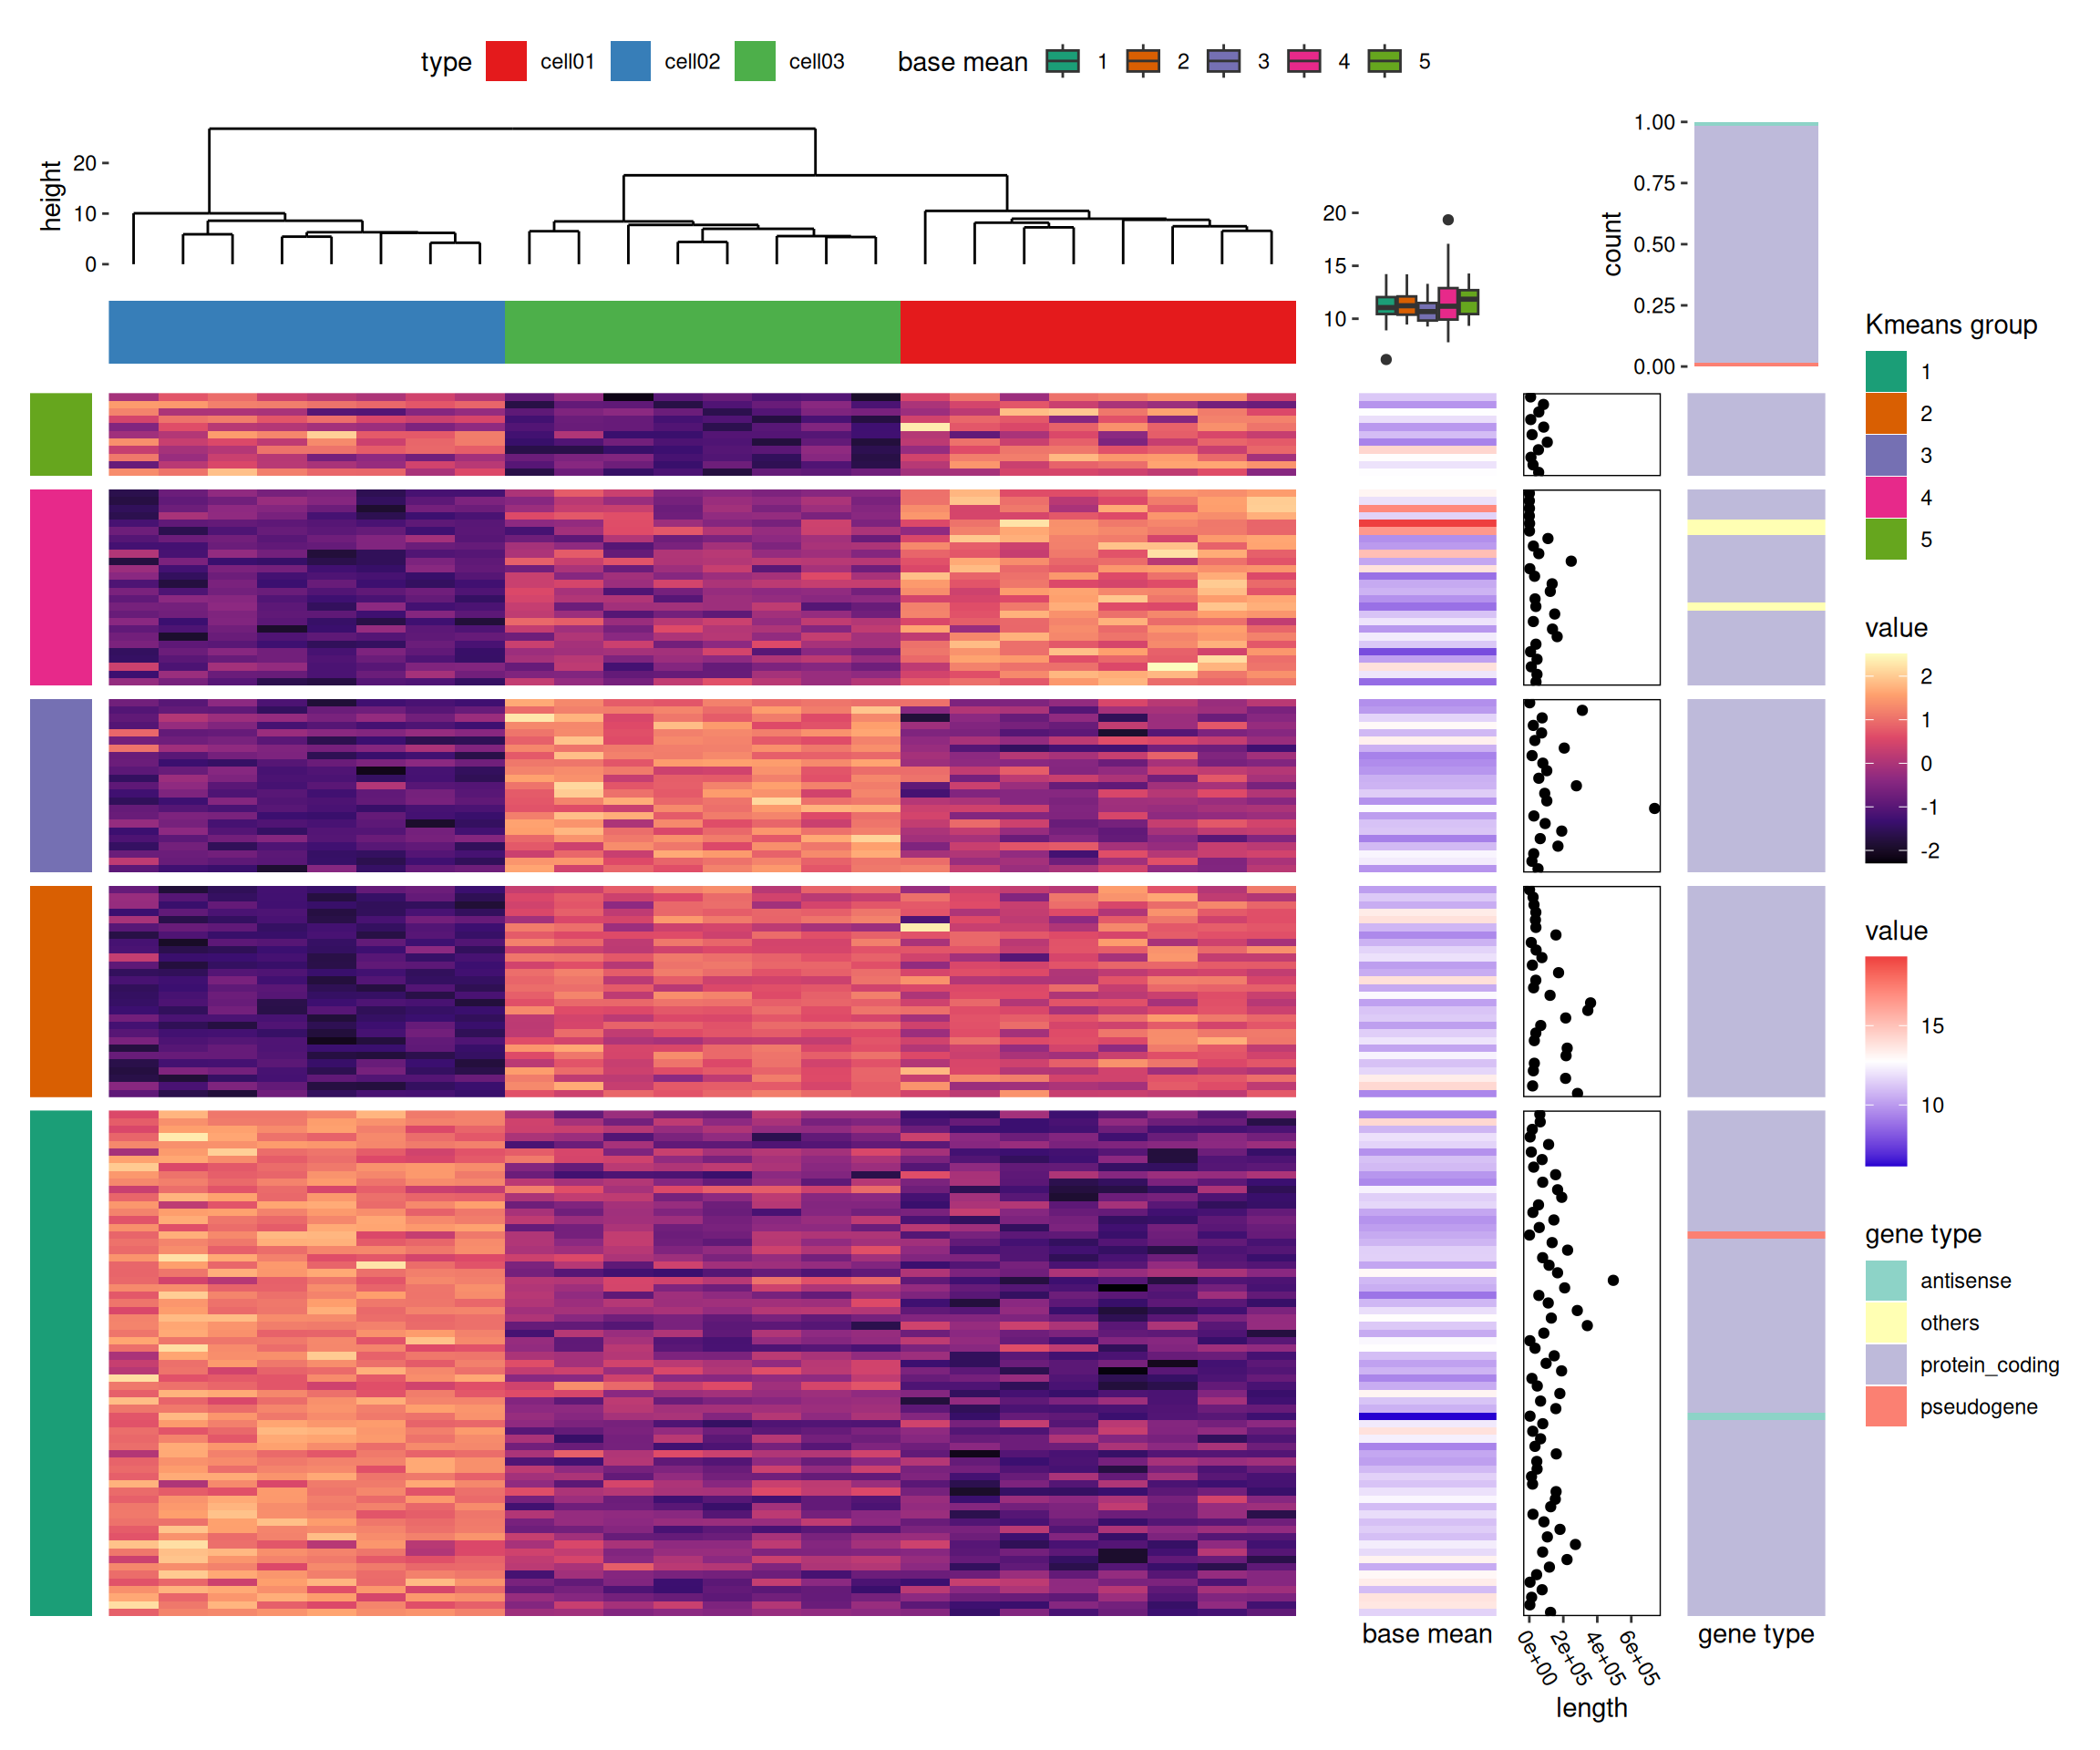 type cell01 cell02 cell03 base mean 1 2 3 4 5
height
20
10
0
20
15
10
count
1.00
0.75
0.50
0.25
0.00
Kmeans group
1
2
3
4
5
value
2
1
0
-1
-2
value
15
10
gene type
antisense
others
protein_coding
pseudogene
base mean
0e+00 2e+05 4e+05 6e+05
length
gene type